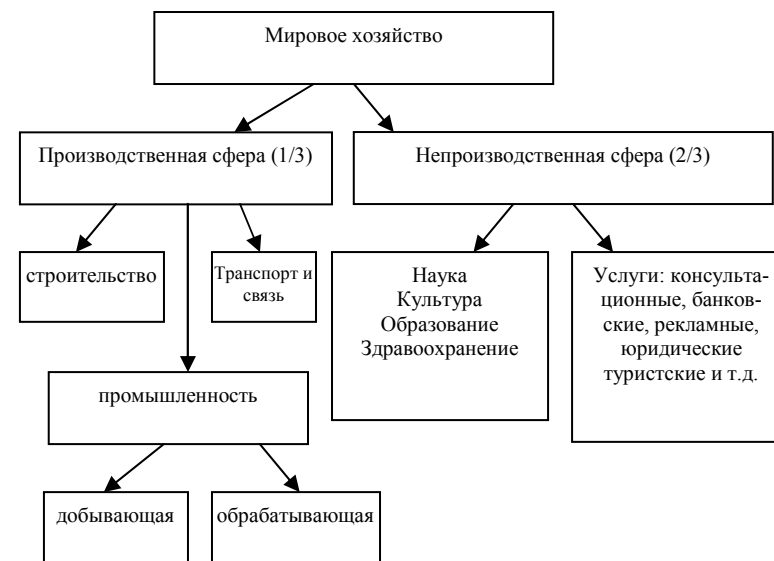 Мировое хозяйство
Производственная сфера (1/3)
Непроизводственная сфера (2/3)
строительство
Транспорт и
связь
Наука
Культура
Образование
Здравоохранение
Услуги: консульта-
ационные, банков-
ские, рекламные,
юридические
туристские и т.д.
промышленность
добывающая
обрабатывающая